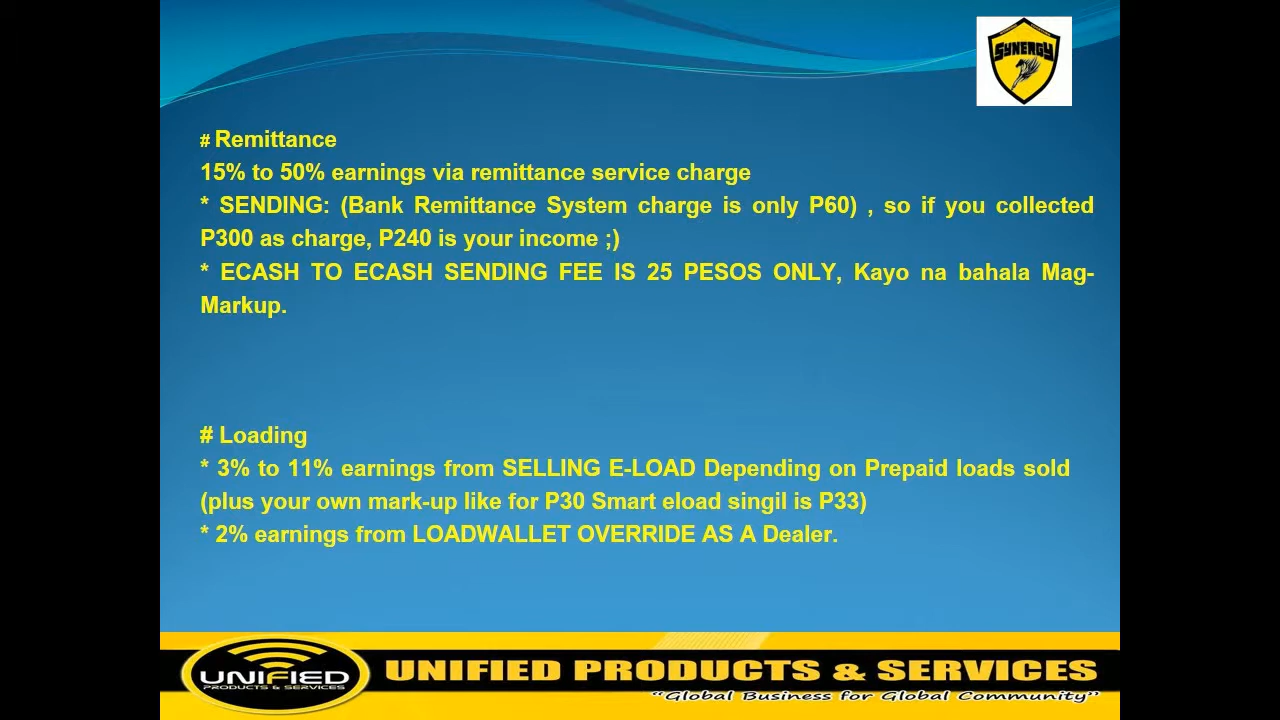 SYNERGY
# Remittance
15% to 50% earnings via remittance service charge
* SENDING: (Bank Remittance System charge is only P60) , so if you collected
P300 as charge, P240 is your income ;)
* ECASH TO ECASH SENDING FEE IS 25 PESOS ONLY, Kayo na bahala Mag-
Markup.
# Loading
* 3% to 11% earnings from SELLING E-LOAD Depending on Prepaid loads sold
(plus your own mark-up like for P30 Smart eload singil is P33)
* 2% earnings from LOADWALLET OVERRIDE AS A Dealer.
UNIFIED
PRODUCTS & SERVICES
UNIFIED PRODUCTS & SERVICES
"Global Business for Global Community"